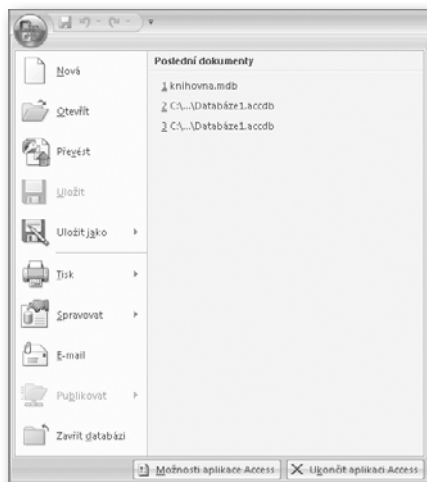 Poslední dokumenty
1 knihovna.mdb
2 C:\...\Databáze1.accdb
3 C:\...\Databáze1.accdb
Nová
Otevřít
Převést
Uložit
Uložit jako
Tisk
Spravovat
E-mail
Publikovat
Zavřít databázi
Možnosti aplikace Access
Ukončit aplikaci Access